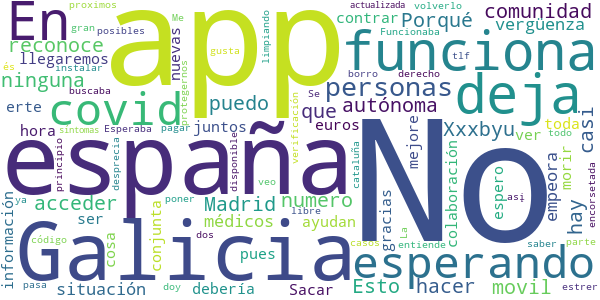 En app funciona
proximos Me actualizada volverlo
gran posibles Porqué comunidad
reconoce nuevas gusta limpiando contrar Funcionaba vergüenza
llegaremos és instalar protegernos borro derecho tlf
ninguna buscaba personas deja
erte covid puedo Se que autónoma toda casi
hora Esperaba juntos verificación euros Xxxbyu ver todo
españa No
principio síntomas pagar desprecia disponible veo cataluña mejore colaboración morir así encorsetada
acceder Madrid numero gracias espero empeora hay
ser poner médicos libre ayudan La
información ya cosa conjunta pues dos casos entiende saber parte
Galicia esperando
código debería Esto hacer movil
pasa situación doy Sacar estrer